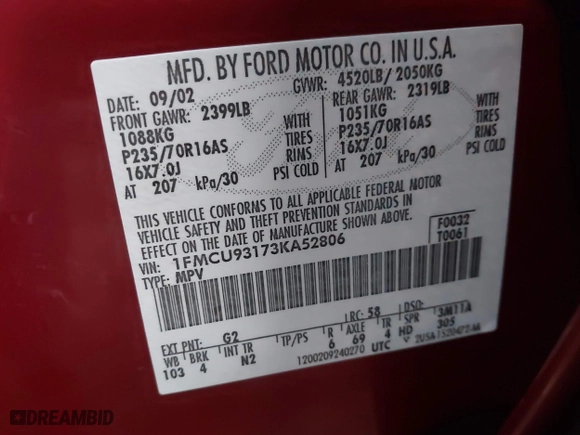 MFD. BY FORD MOTOR CO. IN U.S.A.
DATE: 09/02 GVWR: 4520LB/ 2050KG
FRONT GAWR: 2399LB REAR GAWR: 2319LB
1088KG WITH 1051KG WITH
P235/70R16AS TIRES P235/70R16AS TIRES
16X7.0J RIMS 16X7.0J RIMS
AT 207 kPa/30 PSI COLD AT 207 kPa/30 PSI COLD
THIS VEHICLE CONFORMS TO ALL APPLICABLE FEDERAL MOTOR
VEHICLE SAFETY AND THEFT PREVENTION STANDARDS IN
EFFECT ON THE DATE OF MANUFACTURE SHOWN ABOVE.
VIN: 1FMCU93173KA52806 F0032
TYPE: MPV T0061
EXT PNT: G2 RC: 58 DSO:
WB BRK INT TR TP/PS R AXLE TR SPR 3M11A
103 4 N2 6 69 4 HD 305
1200209240270 UTC
DREAMBID